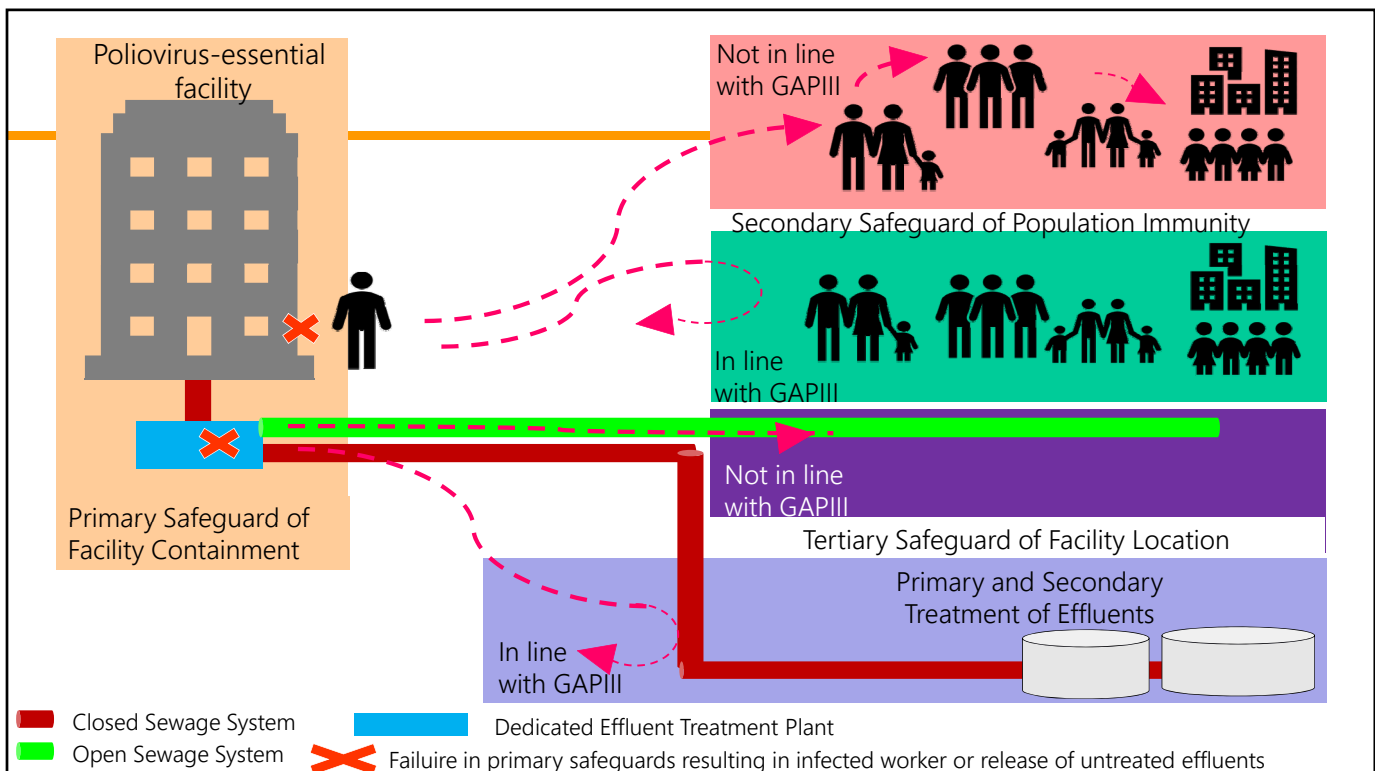 Poliovirus-essential
facility
Not in line
with GAPIII
Secondary Safeguard of Population Immunity
In line
with GAPIII
Not in line
with GAPIII
Primary Safeguard of
Facility Containment
Tertiary Safeguard of Facility Location
Primary and Secondary
Treatment of Effluents
In line
with GAPIII
Closed Sewage System
Dedicated Effluent Treatment Plant
Open Sewage System
Failuire in primary safeguards resulting in infected worker or release of untreated effluents